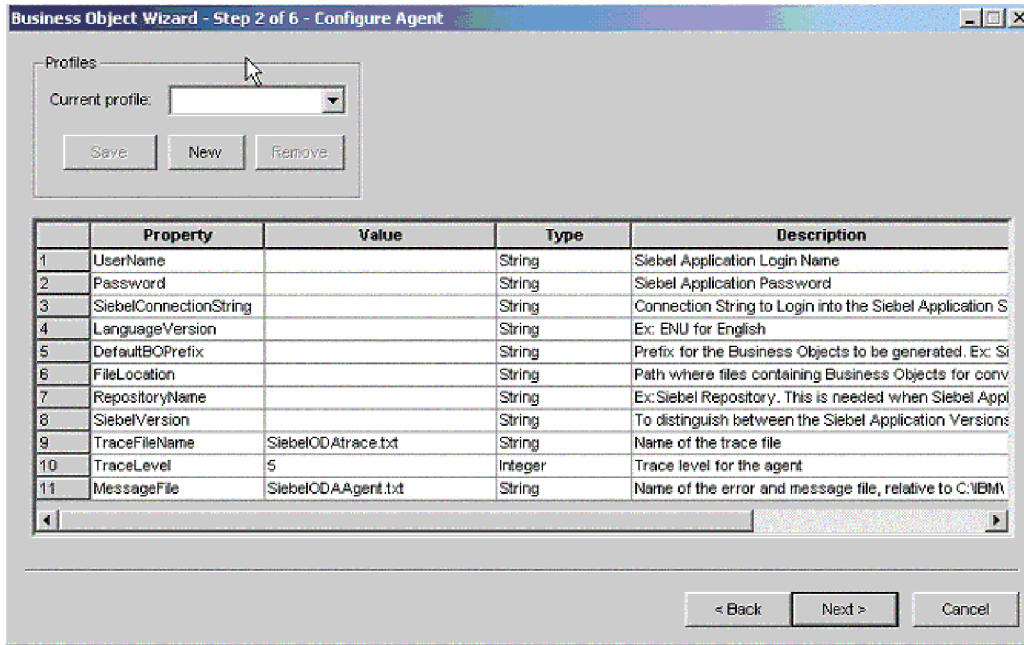 Business Object Wizard - Step 2 of 6 - Configure Agent
Profiles
Current profile:
Save New Remove
Property Value Type Description
1 UserName String Siebel Application Login Name
2 Password String Siebel Application Password
3 SiebelConnectionString String Connection String to Login into the Siebel Application S
4 LanguageVersion String Ex: ENU for English
5 DefaultBOPrefix String Prefix for the Business Objects to be generated. Ex: Si
6 FileLocation String Path where files containing Business Objects for conv
7 RepositoryName String Ex:Siebel Repository. This is needed when Siebel Appl
8 SiebelVersion String To distinguish between the Siebel Application Versions
9 TraceFileName SiebelODAtrace.txt String Name of the trace file
10 TraceLevel 5 Integer Trace level for the agent
11 MessageFile SiebelODAAgent.txt String Name of the error and message file, relative to C:\IBM\
< Back Next > Cancel